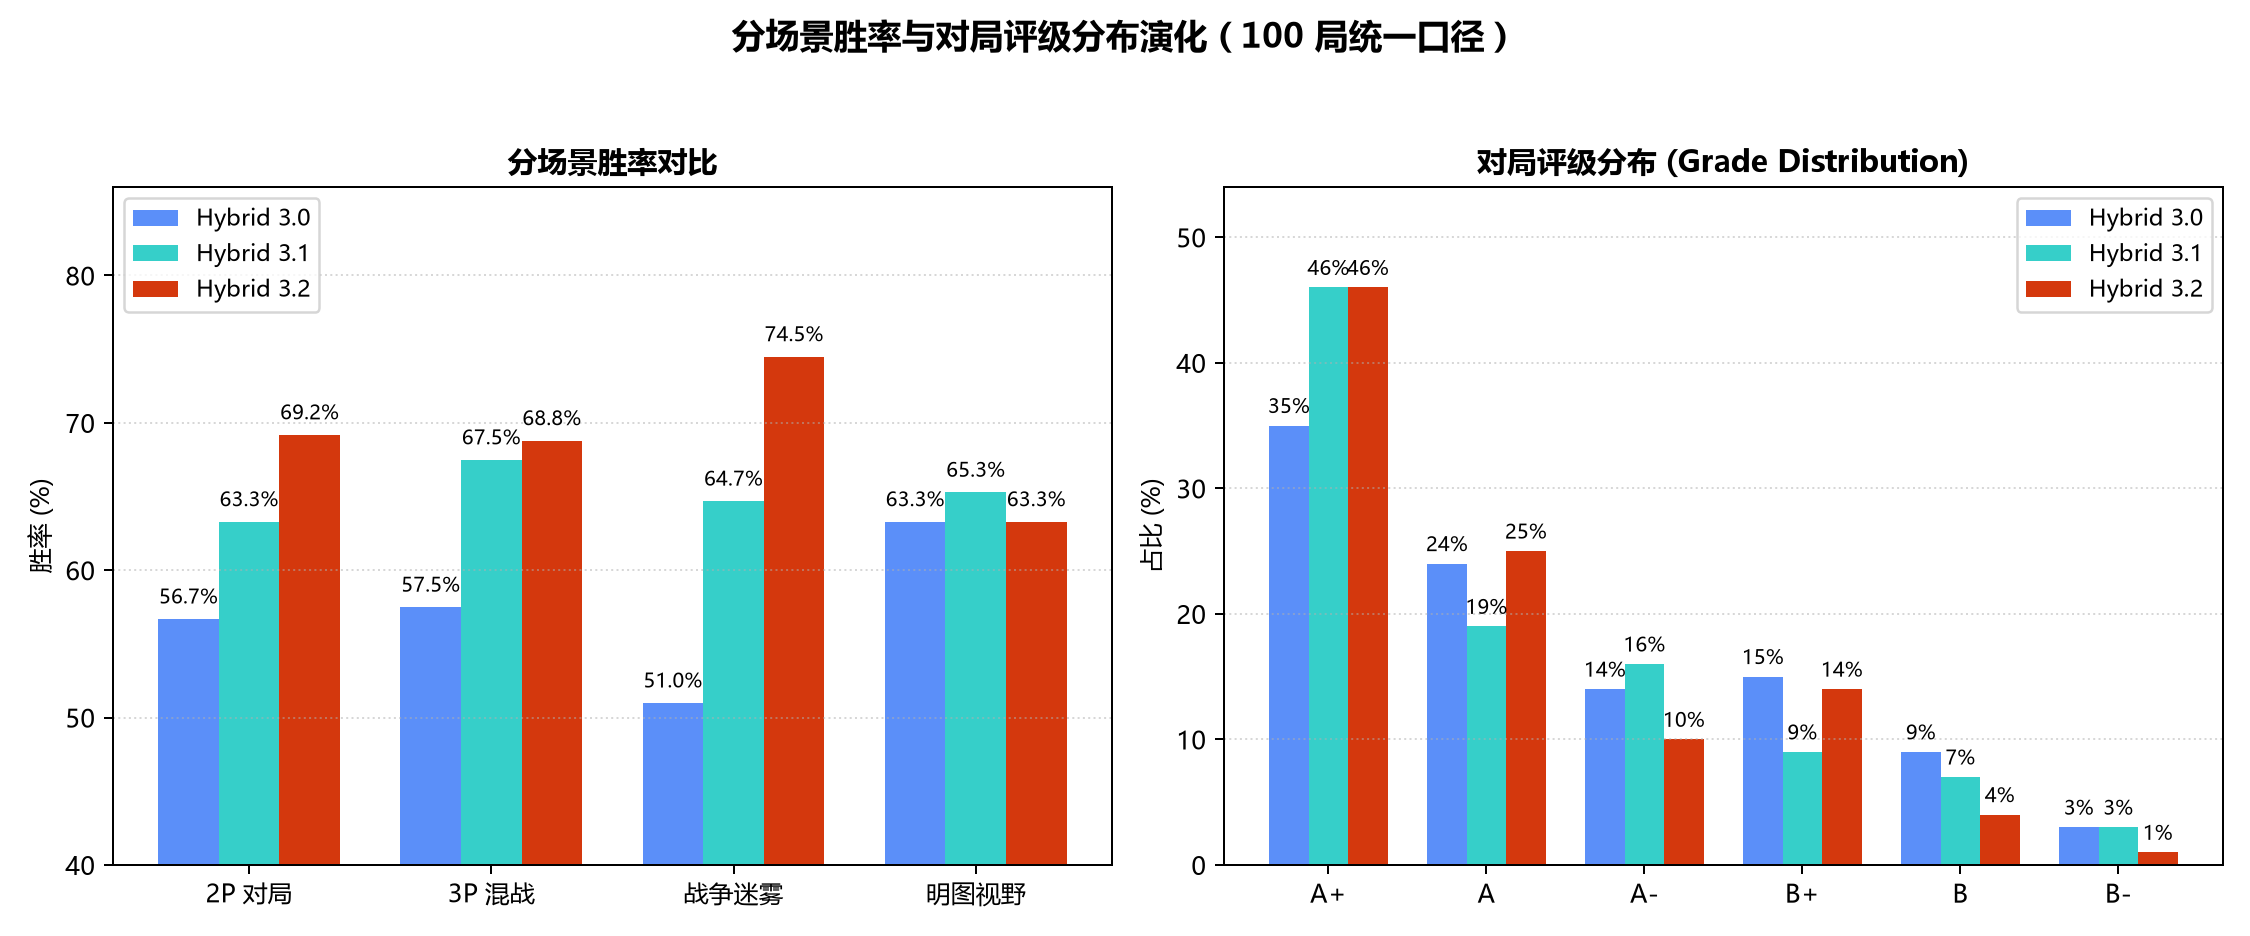 分场景胜率与对局评级分布演化（100 局统一口径）
分场景胜率对比
Hybrid 3.0
Hybrid 3.1
Hybrid 3.2
胜率 (%)
80
70
60
50
40
56.7%
63.3%
69.2%
57.5%
67.5%
68.8%
51.0%
64.7%
74.5%
63.3%
65.3%
63.3%
2P 对局
3P 混战
战争迷雾
明图视野
对局评级分布 (Grade Distribution)
Hybrid 3.0
Hybrid 3.1
Hybrid 3.2
占比 (%)
50
40
30
20
10
0
35%
46%
46%
24%
19%
25%
14%
16%
10%
15%
9%
14%
9%
7%
4%
3%
3%
1%
A+
A
A-
B+
B
B-